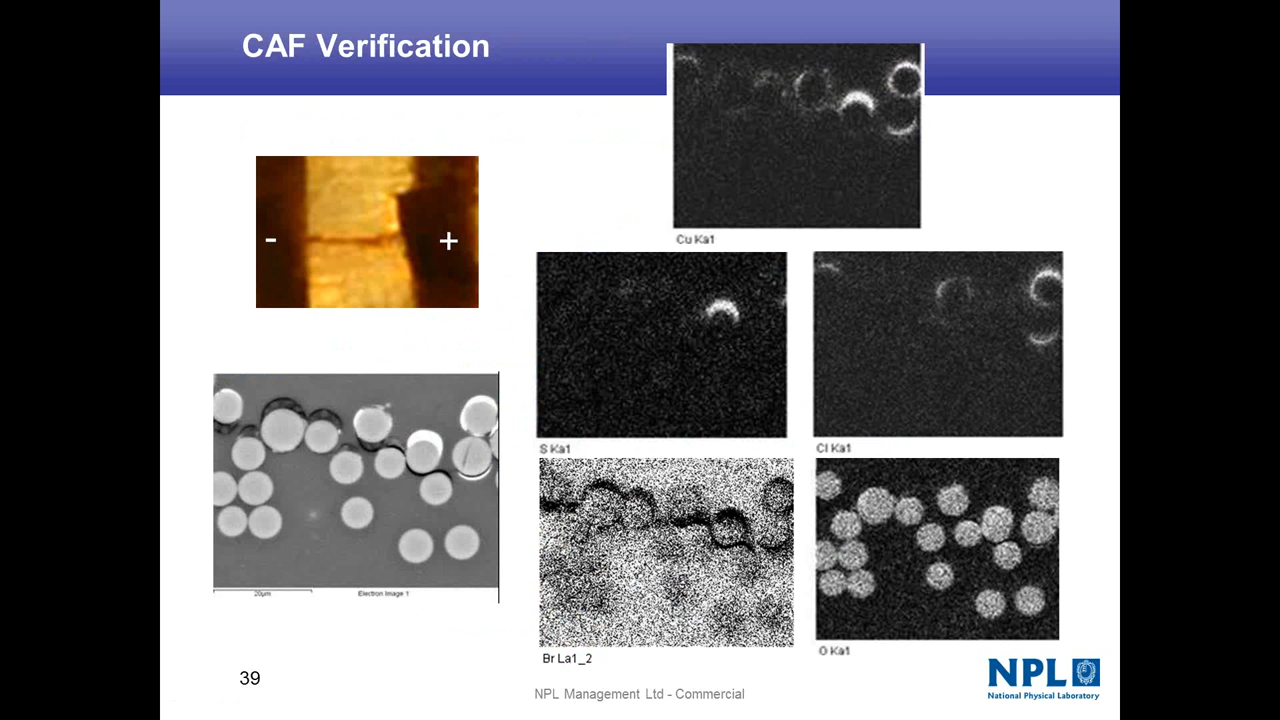 CAF Verification
Cu Ka1
-
+
S Ka1
Cl Ka1
20µm
Electron Image 1
Br La1_2
O Ka1
39
NPL Management Ltd - Commercial
NPL
National Physical Laboratory